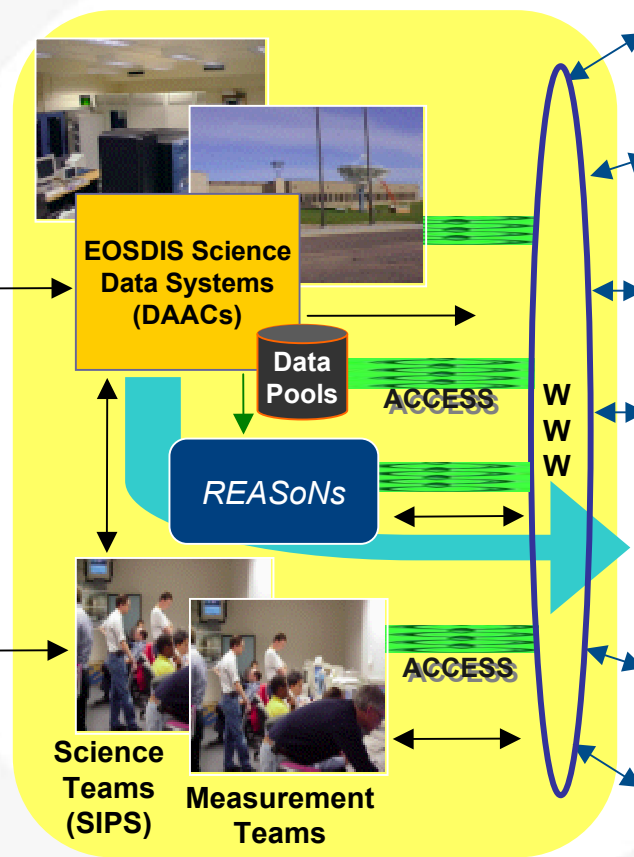 EOSDIS Science
Data Systems
(DAACs)
Data
Pools
ACCESS
W
W
W
REASoNs
ACCESS
Science
Teams
(SIPS)
Measurement
Teams